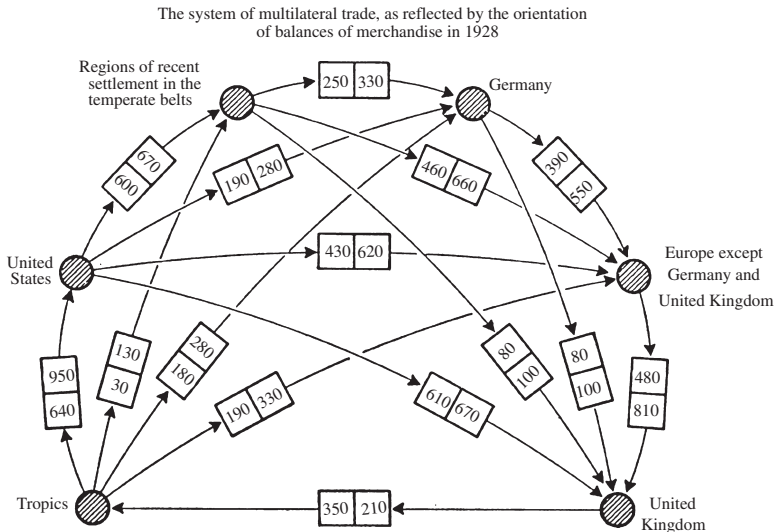 The system of multilateral trade, as reflected by the orientation
of balances of merchandise in 1928
Regions of recent
settlement in the
temperate belts
250 330
Germany
670
600
190 280
460 660
390
550
United
States
430 620
Europe except
Germany and
United Kingdom
950
640
130
30
280
180
190 330
610 670
80
100
80
100
480
810
Tropics
350 210
United
Kingdom